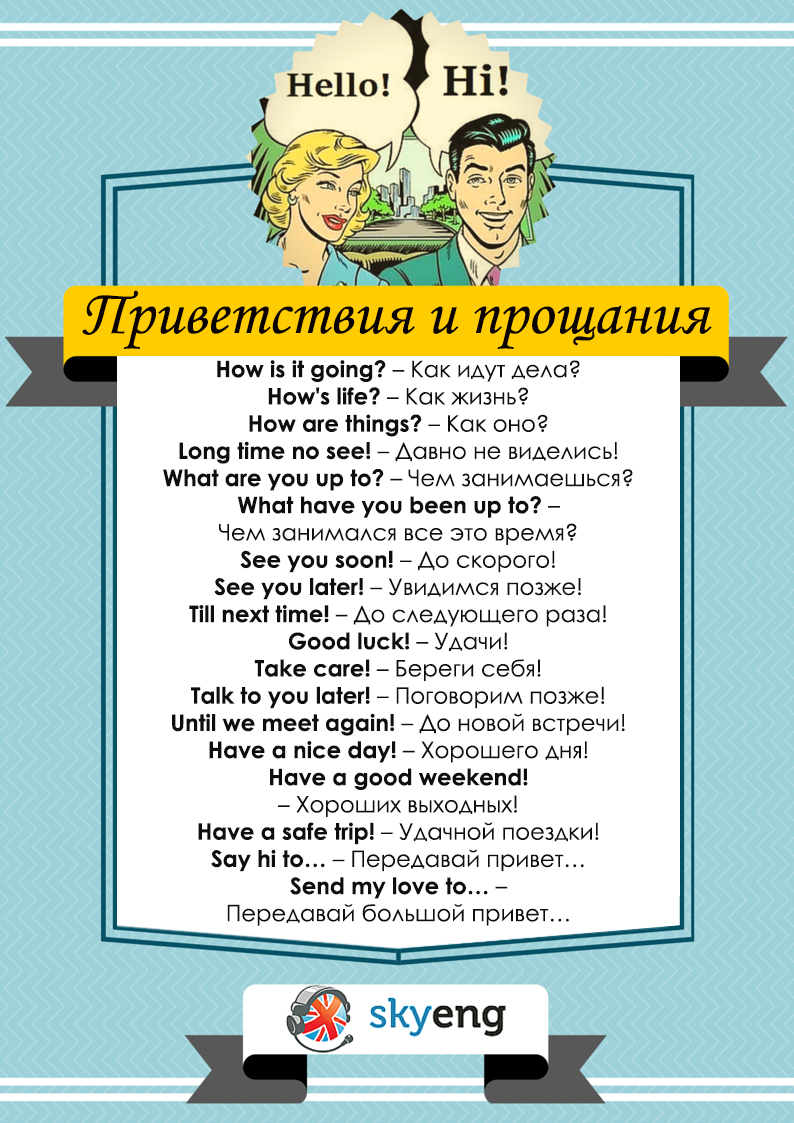 Hello! Hi!
Приветствия и прощания
How is it going? – Как идут дела?
How's life? – Как жизнь?
How are things? – Как оно?
Long time no see! – Давно не виделись!
What are you up to? – Чем занимаешься?
What have you been up to? –
Чем занимался все это время?
See you soon! – До скорого!
See you later! – Увидимся позже!
Till next time! – До следующего раза!
Good luck! – Удачи!
Take care! – Береги себя!
Talk to you later! – Поговорим позже!
Until we meet again! – До новой встречи!
Have a nice day! – Хорошего дня!
Have a good weekend!
– Хороших выходных!
Have a safe trip! – Удачной поездки!
Say hi to… – Передавай привет…
Send my love to… –
Передавай большой привет…
skyeng